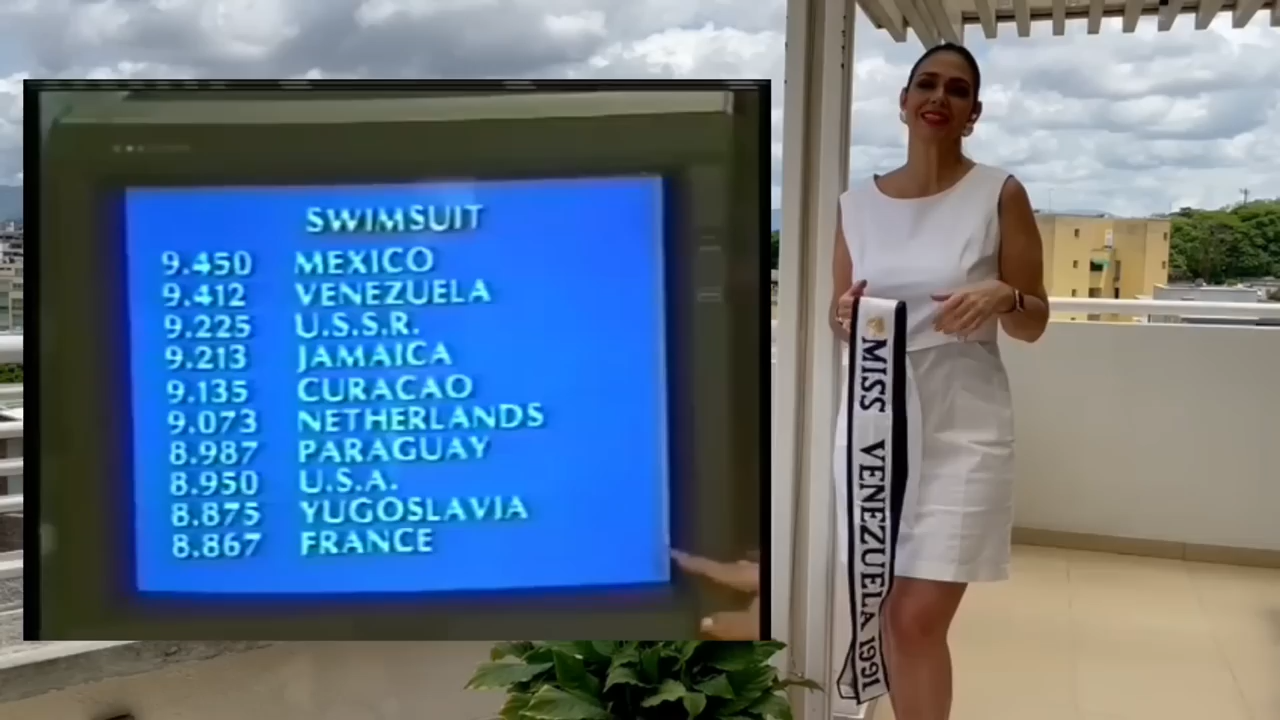 SWIMSUIT
9.450 MEXICO
9.412 VENEZUELA
9.225 U.S.S.R.
9.213 JAMAICA
9.135 CURACAO
9.073 NETHERLANDS
8.987 PARAGUAY
8.950 U.S.A.
8.875 YUGOSLAVIA
8.867 FRANCE
MISS VENEZUELA 1991